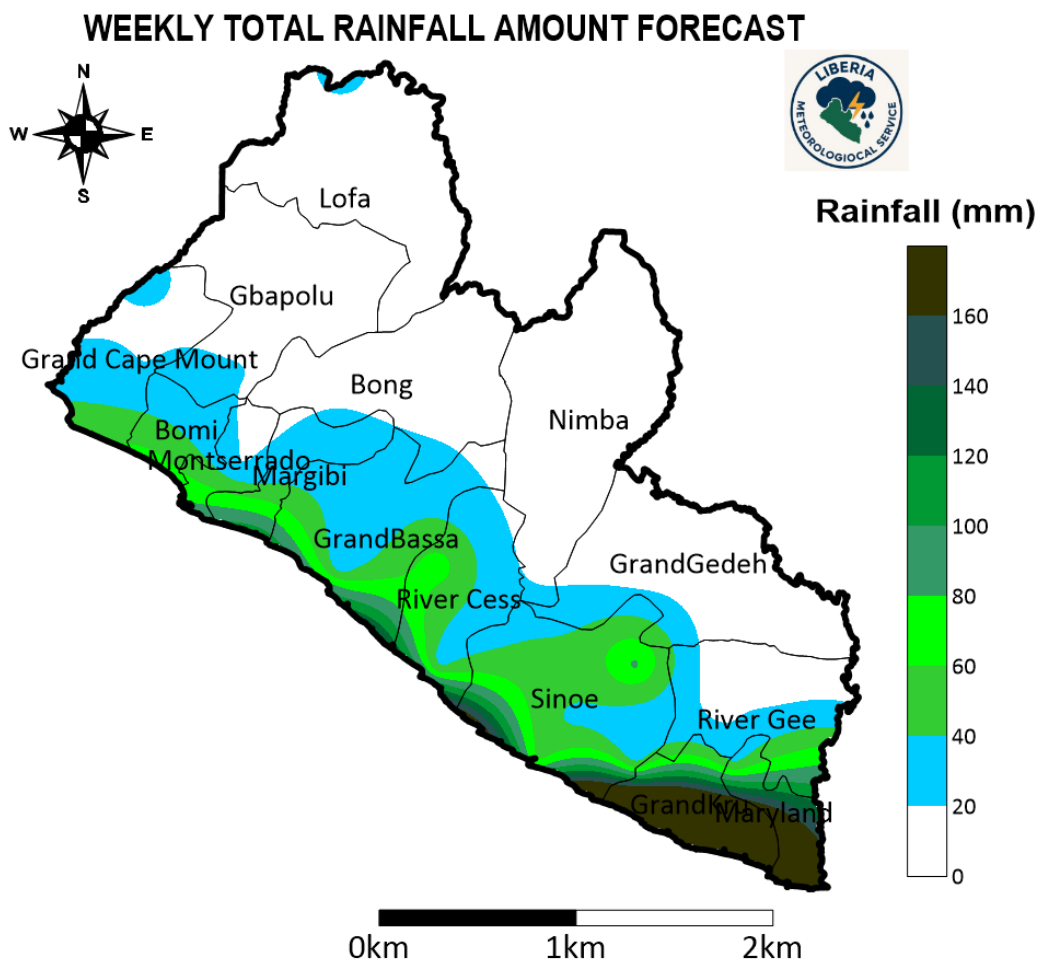 WEEKLY TOTAL RAINFALL AMOUNT FORECAST
N
W E
S
LIBERIA
METEOROLOGIOCAL SERVICE
Rainfall (mm)
160
140
120
100
80
60
40
20
0
Lofa
Gbapolu
Grand Cape Mount
Bong
Nimba
Bomi
Montserrado
Margibi
GrandBassa
GrandGedeh
River Cess
Sinoe
River Gee
GrandKru
Maryland
0km 1km 2km